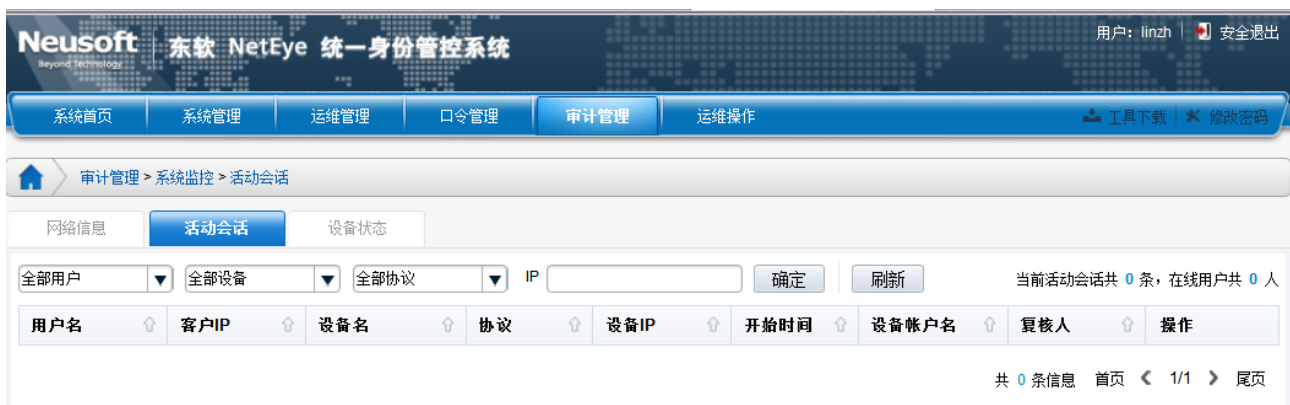 Neusoft 东软 NetEye 统一身份管控系统 用户: linzh 安全退出
Beyond Technology
系统首页 系统管理 运维管理 口令管理 审计管理 运维操作 工具下载 修改密码
审计管理 > 系统监控 > 活动会话
网络信息 活动会话 设备状态
全部用户 全部设备 全部协议 IP 确定 刷新 当前活动会话共 0 条，在线用户共 0 人
用户名 客户IP 设备名 协议 设备IP 开始时间 设备帐户名 复核人 操作
共 0 条信息 首页 1/1 尾页